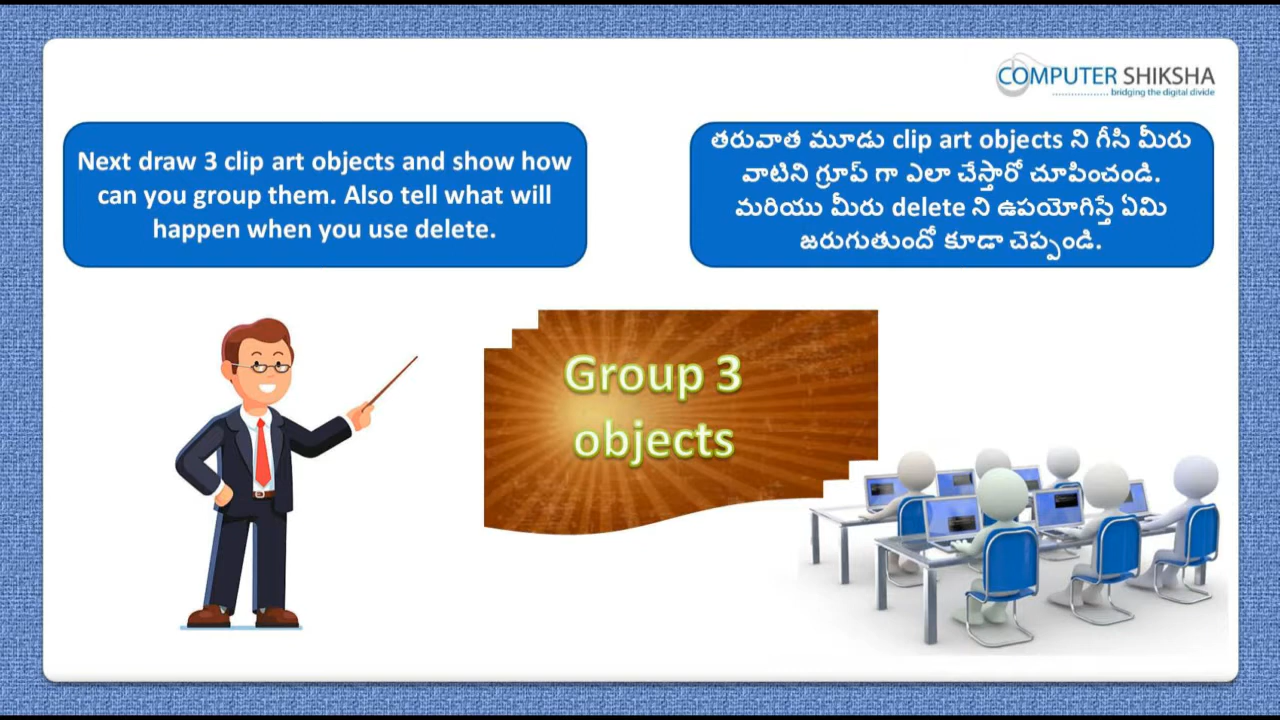 COMPUTER SHIKSHA
bridging the digital divide
Next draw 3 clip art objects and show how
can you group them. Also tell what will
happen when you use delete.
తరువాత మూడు clip art objects ని గీసి మీరు
వాటిని గ్రూప్ గా ఎలా చేస్తారో చూపించండి.
మరియు మీరు delete ని ఉపయోగిస్తే ఏమి
జరుగుతుందో కూడా చెప్పండి.
Group 3
objects